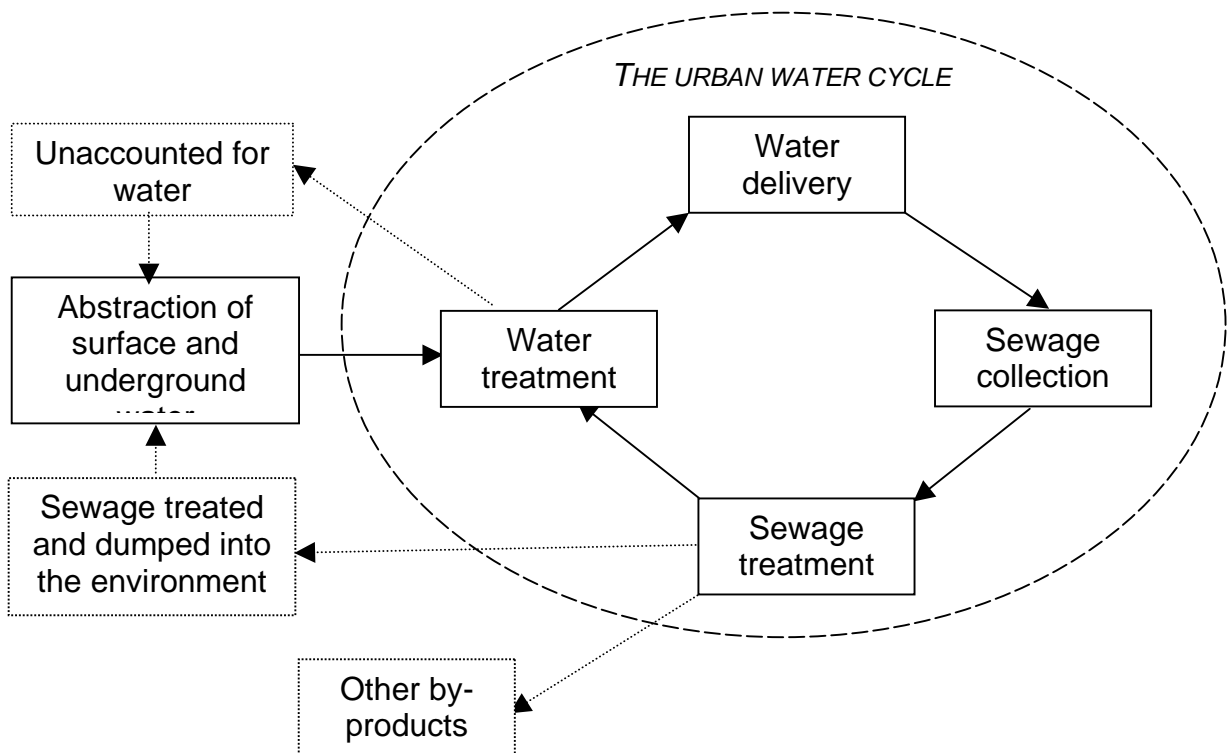 THE URBAN WATER CYCLE
Unaccounted for
water
Water
delivery
Abstraction of
surface and
underground
Water
treatment
Sewage
collection
Sewage treated
and dumped into
the environment
Sewage
treatment
Other by-
products